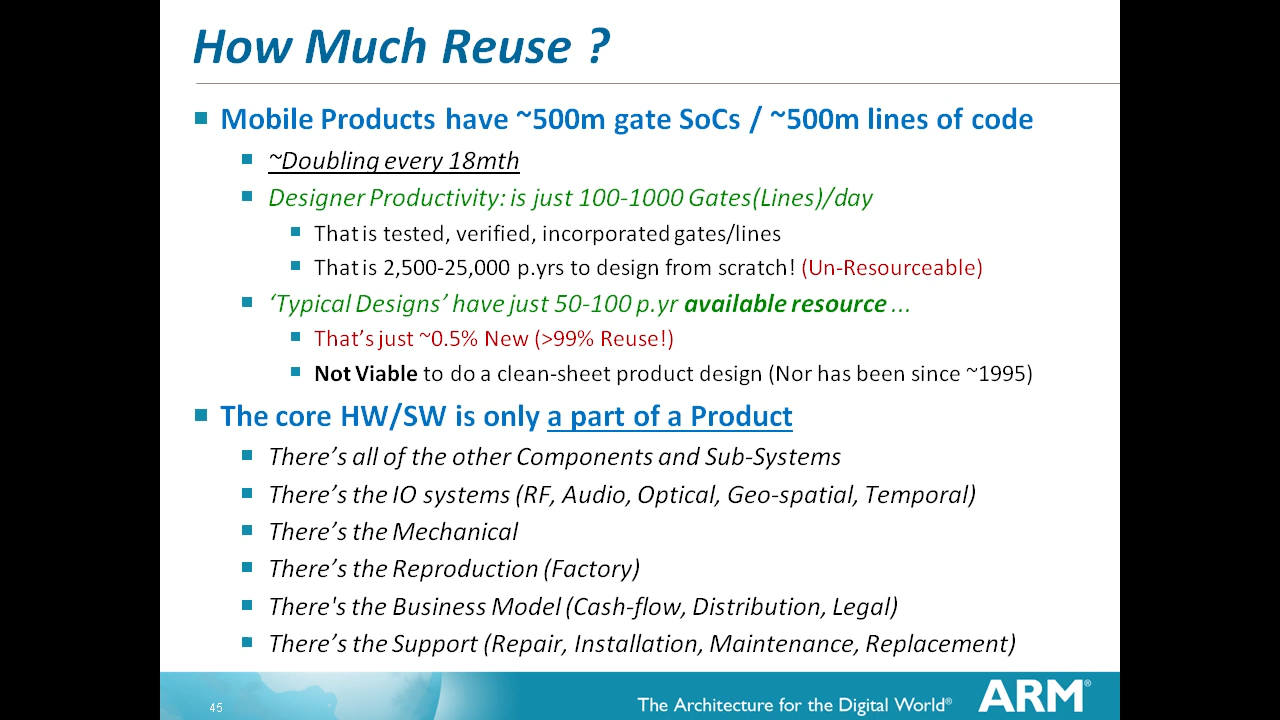 How Much Reuse ?
Mobile Products have ~500m gate SoCs / ~500m lines of code
~Doubling every 18mth
Designer Productivity: is just 100-1000 Gates(Lines)/day
That is tested, verified, incorporated gates/lines
That is 2,500-25,000 p.yrs to design from scratch! (Un-Resourceable)
‘Typical Designs’ have just 50-100 p.yr available resource ...
That’s just ~0.5% New (>99% Reuse!)
Not Viable to do a clean-sheet product design (Nor has been since ~1995)
The core HW/SW is only a part of a Product
There’s all of the other Components and Sub-Systems
There’s the IO systems (RF, Audio, Optical, Geo-spatial, Temporal)
There’s the Mechanical
There’s the Reproduction (Factory)
There's the Business Model (Cash-flow, Distribution, Legal)
There’s the Support (Repair, Installation, Maintenance, Replacement)
45
The Architecture for the Digital World® ARM®